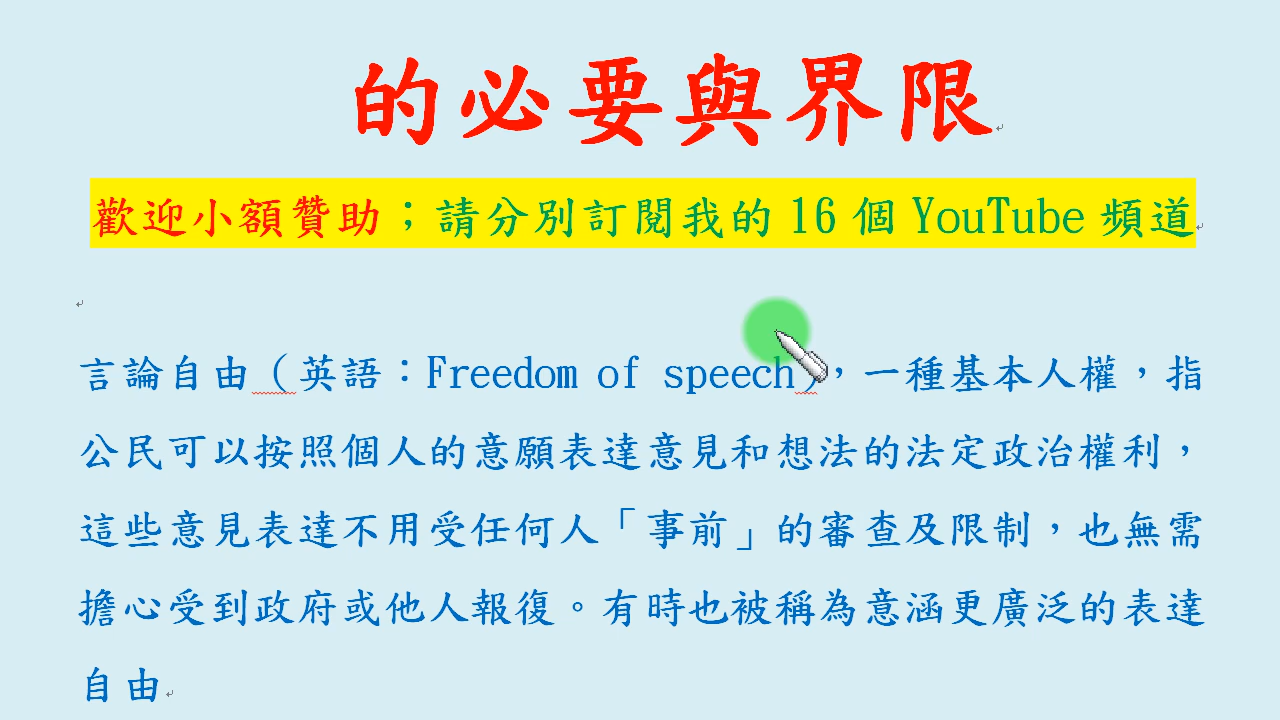 的必要與界限
歡迎小額贊助；請分別訂閱我的 16 個 YouTube 頻道
言論自由（英語：Freedom of speech），一種基本人權，指
公民可以按照個人的意願表達意見和想法的法定政治權利，
這些意見表達不用受任何人「事前」的審查及限制，也無需
擔心受到政府或他人報復。有時也被稱為意涵更廣泛的表達
自由